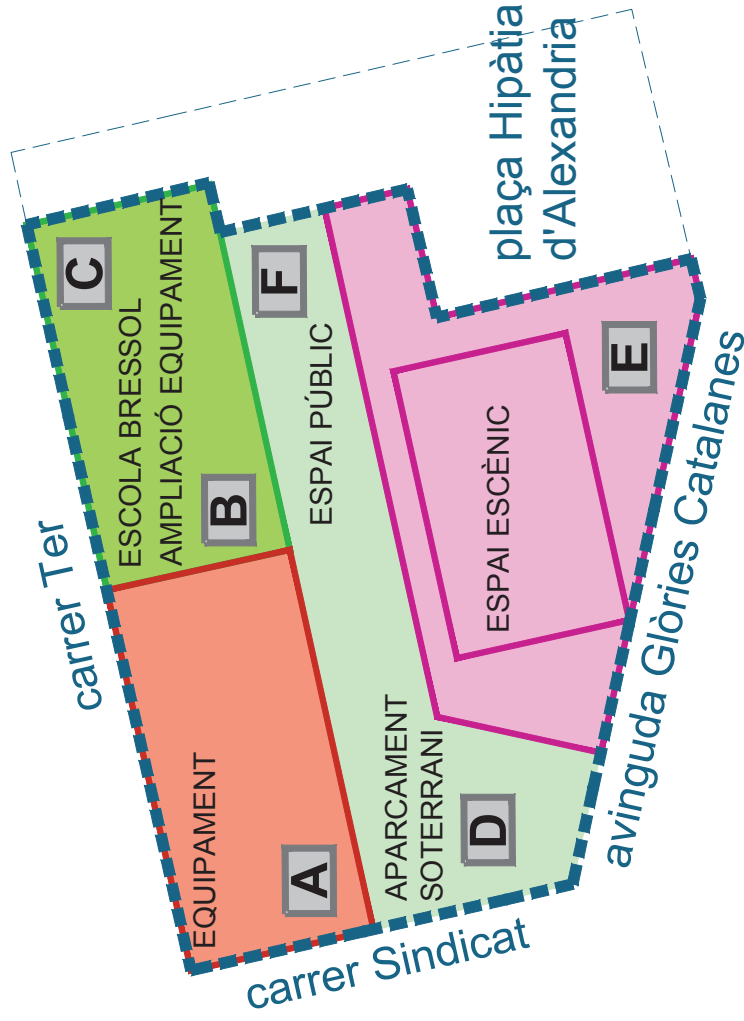 carrer Ter
C
ESCOLA BRESSOL
AMPLIACIÓ EQUIPAMENT
B
EQUIPAMENT
A
F
ESPAI PÚBLIC
APARCAMENT
SOTERRANI
D
ESPAI ESCÈNIC
E
plaça Hipàtia
d'Alexandria
carrer Sindicat
avinguda Glòries Catalanes